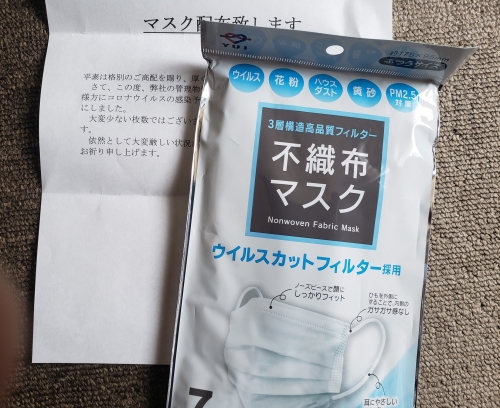 マスク配布致します
平素は格別のご高配を賜り、厚く
さて、この度、弊社の管理物
様方にコロナウイルスの感染予
にしました。
大変少ない枚数ではござい
す。
依然として大変厳しい状況
お祈り申し上げます。
YUI
ふつうサイズ
ウイルス
花粉
ハウス
ダスト
黄砂
PM2.5
対策
3層構造高品質フィルター
不織布
マスク
Nonwoven Fabric Mask
ウイルスカットフィルター採用
ノーズピースで顔に
しっかりフィット
ひもを外側に
することで、内側の
ガサガサ感なし
耳にやさしい
7